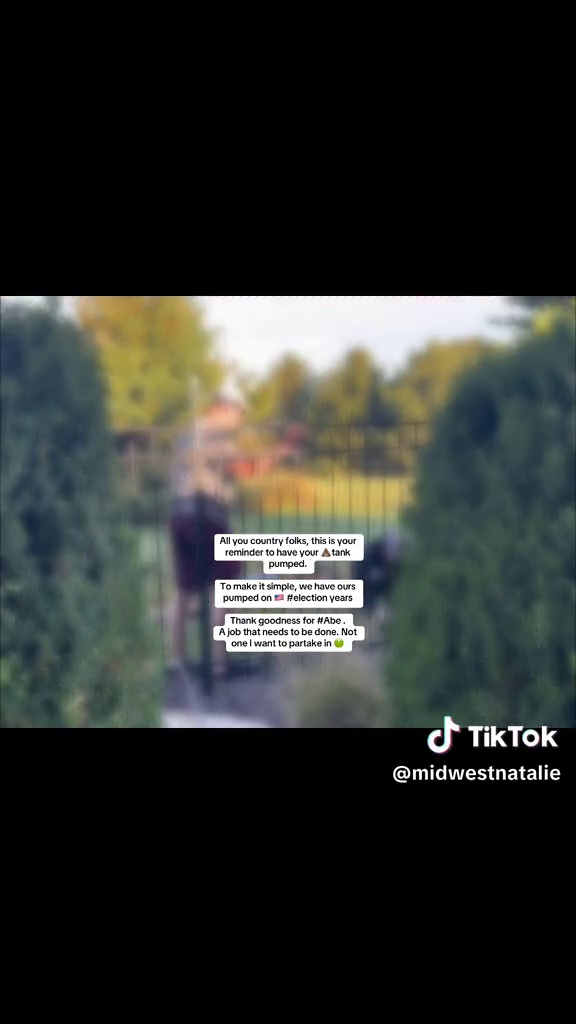 All you country folks, this is your
reminder to have your 💩tank
pumped.
To make it simple, we have ours
pumped on 🇺🇸 #election years
Thank goodness for #Abe .
A job that needs to be done. Not
one I want to partake in 🤢
TikTok
@midwestnatalie